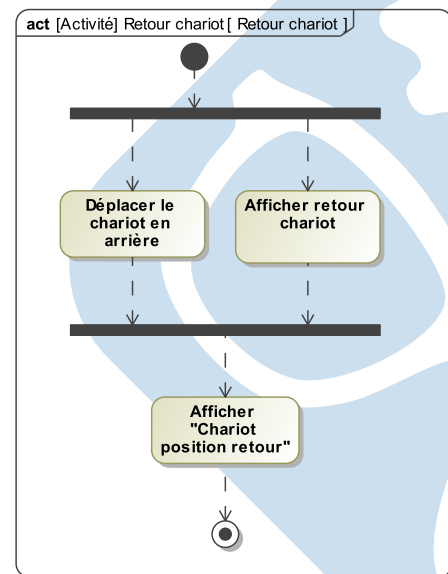 act [Activité] Retour chariot [ Retour chariot ]
Déplacer le
chariot en
arrière
Afficher retour
chariot
Afficher
"Chariot
position retour"